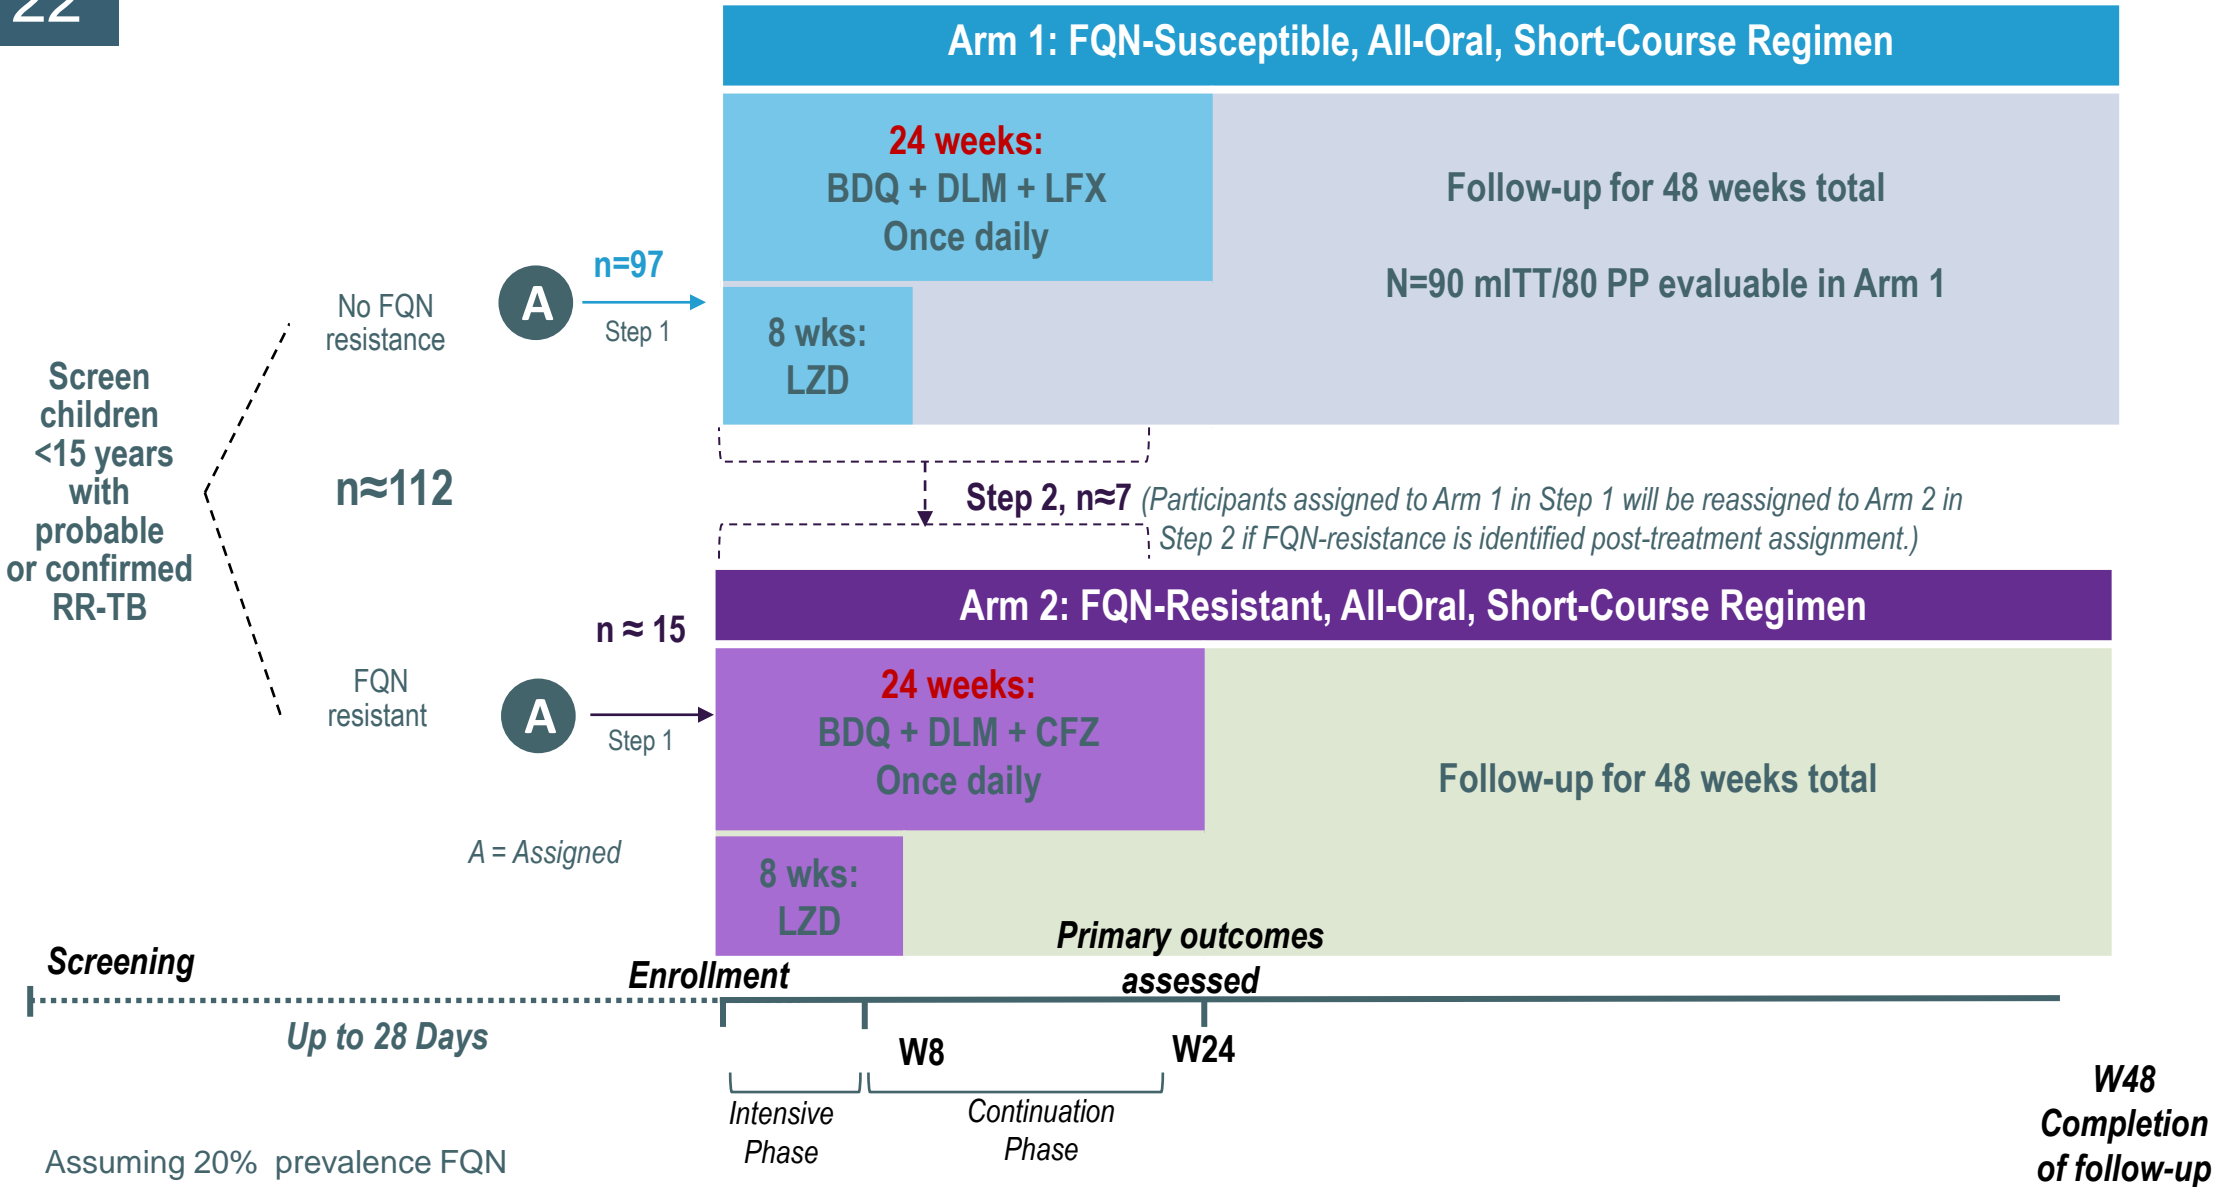 22
Arm 1: FQN-Susceptible, All-Oral, Short-Course Regimen
24 weeks:
BDQ + DLM + LFX
Once daily
8 wks:
LZD
Follow-up for 48 weeks total
N=90 mITT/80 PP evaluable in Arm 1
No FQN
resistance
A
n=97
Step 1
Screen
children
<15 years
with
probable
or confirmed
RR-TB
n≈112
Step 2, n≈7 (Participants assigned to Arm 1 in Step 1 will be reassigned to Arm 2 in
Step 2 if FQN-resistance is identified post-treatment assignment.)
Arm 2: FQN-Resistant, All-Oral, Short-Course Regimen
FQN
resistant
A
n ≈ 15
Step 1
24 weeks:
BDQ + DLM + CFZ
Once daily
8 wks:
LZD
Follow-up for 48 weeks total
A = Assigned
Screening
Enrollment
Primary outcomes
assessed
Up to 28 Days
W8
W24
Intensive
Phase
Continuation
Phase
W48
Completion
of follow-up
Assuming 20% prevalence FQN